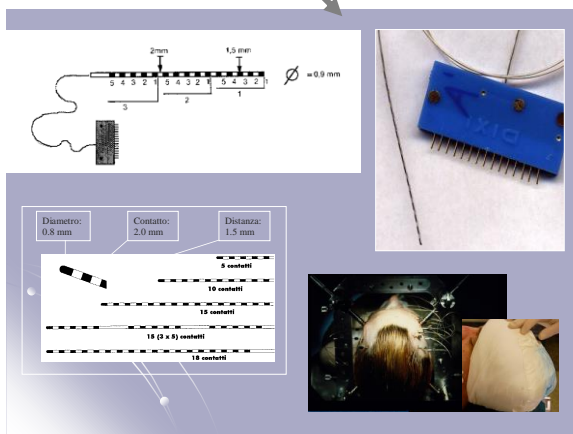 2mm 1,5 mm
= 0,9 mm
5 4 3 2 1 5 4 3 2 1 5 4 3 2 1
3 2 1
DIXI
Diametro:
0.8 mm
Contatto:
2.0 mm
Distanza:
1.5 mm
5 contatti
10 contatti
15 contatti
15 (3 x 5) contatti
18 contatti